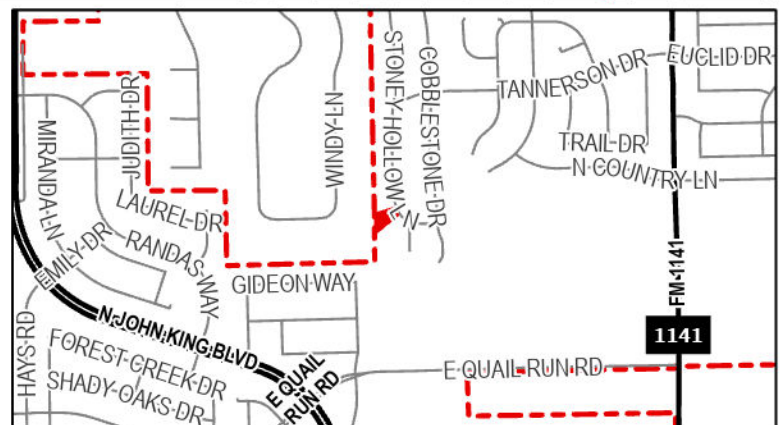 STONEY HOLLOW LN
COBBLESTONE DR
EUCLID DR
TANNERSON DR
JUDITH DR
MIRANDA LN
WINDY LN
TRAIL DR
N COUNTRY LN
LAUREL DR
EMILY DR
RANDAS WAY
GIDEON WAY
FM 1141
N JOHN KING BLVD
1141
HAYS RD
FOREST CREEK DR
E QUAIL
RUN RD
E QUAIL RUN RD
SHADY OAKS DR